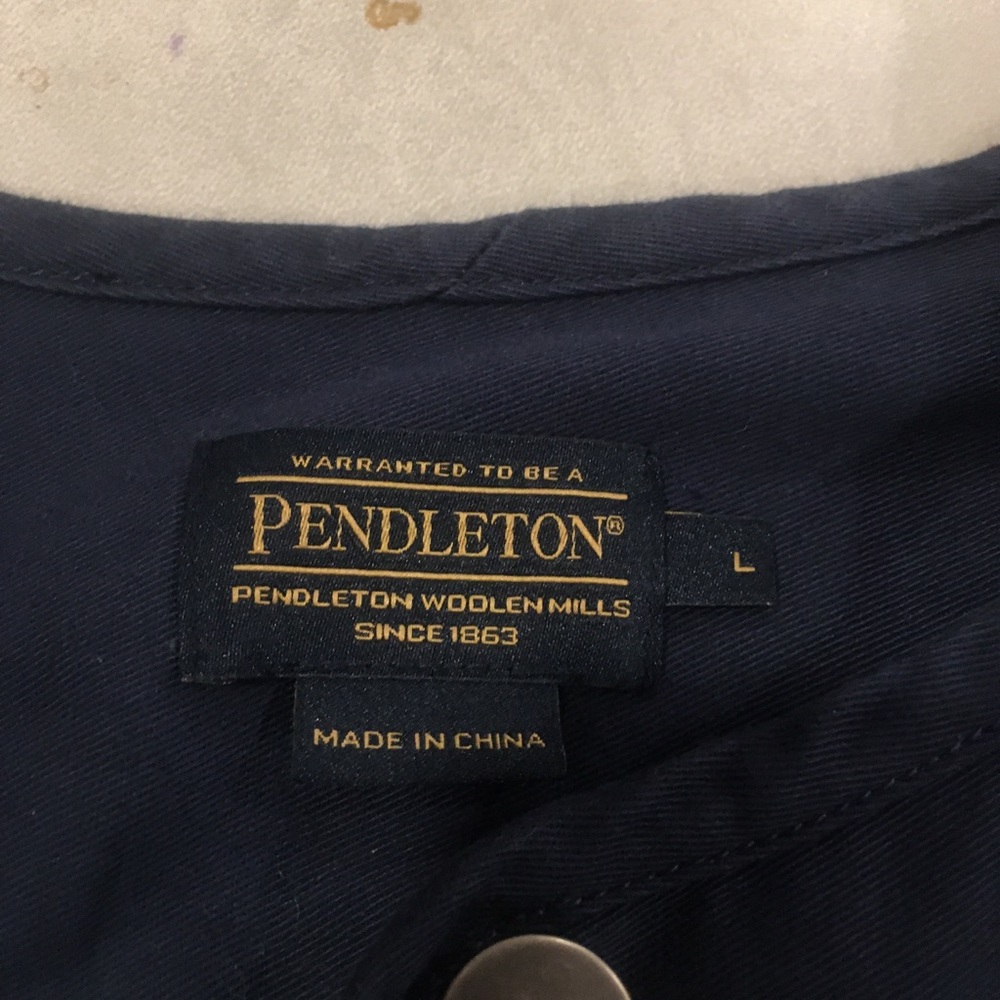 WARRANTED TO BE A
PENDLETON®
PENDLETON WOOLEN MILLS
SINCE 1863
L
MADE IN CHINA